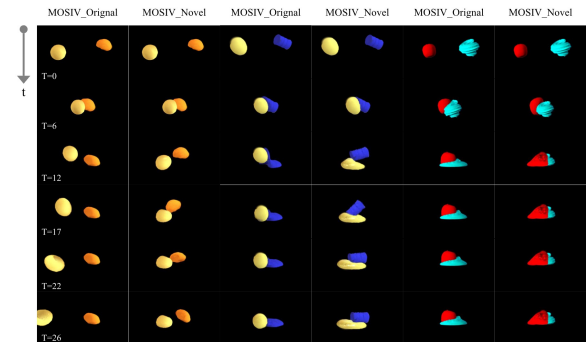 MOSIV_Orignal MOSIV_Novel MOSIV_Orignal MOSIV_Novel MOSIV_Orignal MOSIV_Novel
T=0
t
T=6
T=12
T=17
T=22
T=26